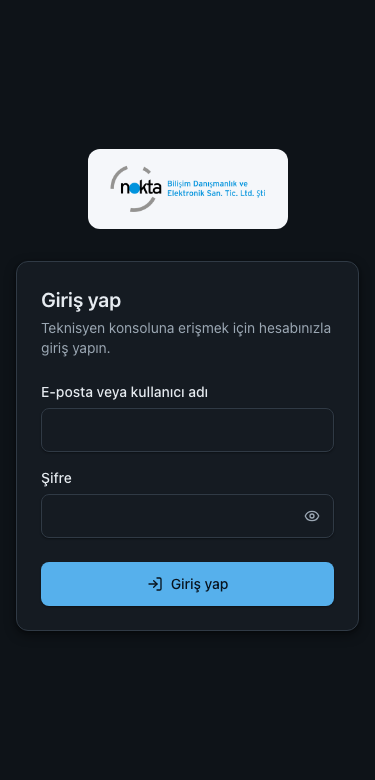 nokta
Bilişim Danışmanlık ve
Elektronik San. Tic. Ltd. Şti
Giriş yap
Teknisyen konsoluna erişmek için hesabınızla
giriş yapın.
E-posta veya kullanıcı adı
Şifre
Giriş yap